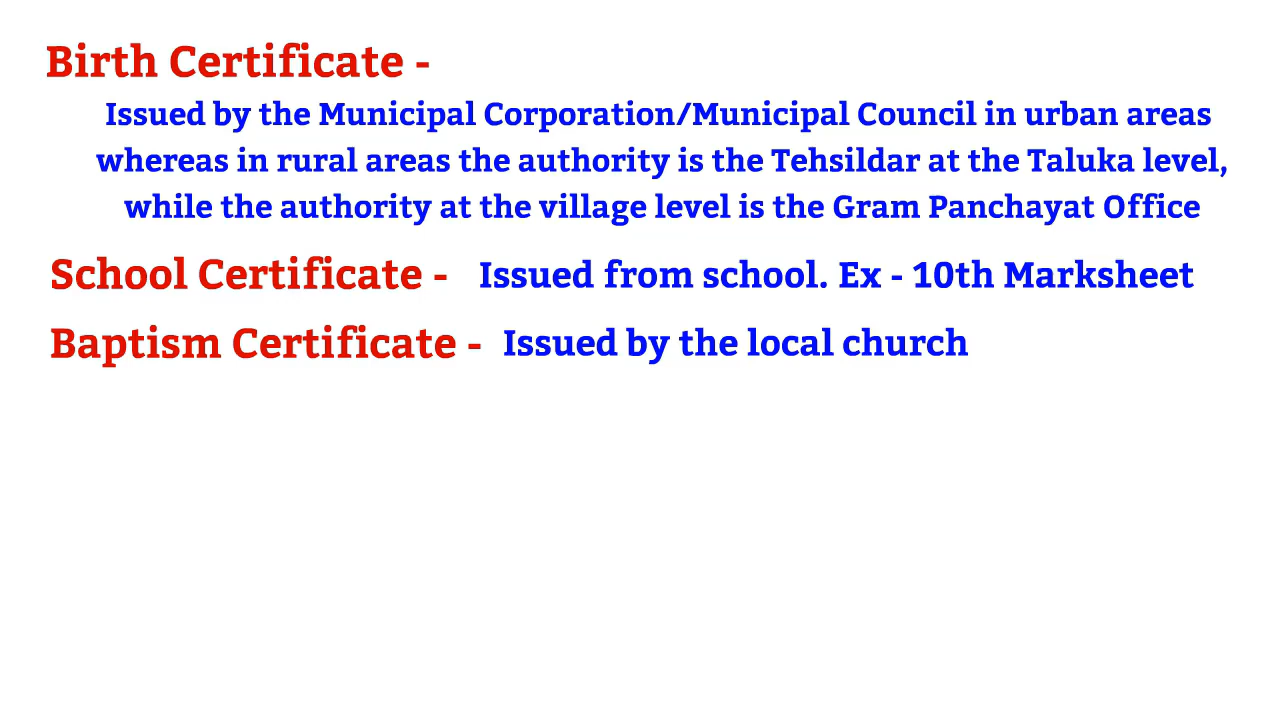 Birth Certificate -
Issued by the Municipal Corporation/Municipal Council in urban areas
whereas in rural areas the authority is the Tehsildar at the Taluka level,
while the authority at the village level is the Gram Panchayat Office
School Certificate - Issued from school. Ex - 10th Marksheet
Baptism Certificate - Issued by the local church